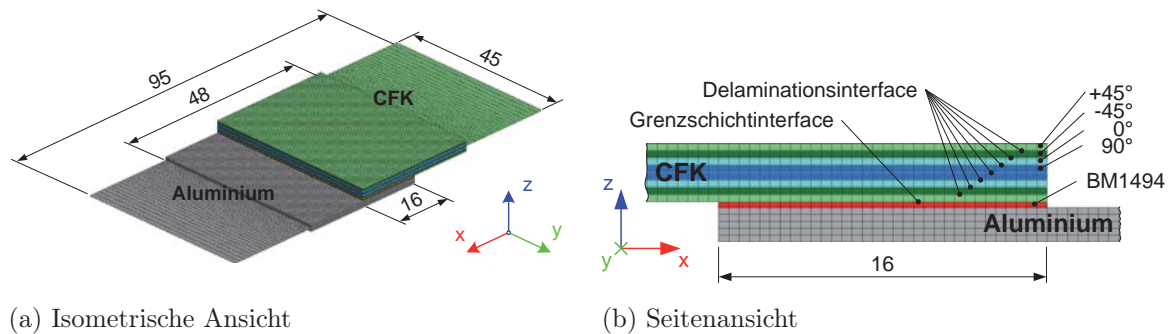 95
48
45
CFK
Aluminium
16
z
x
y
Delaminationsinterface
Grenzschichtinterface
+45°
-45°
0°
90°
BM1494
CFK
Aluminium
z
y
x
16
(a) Isometrische Ansicht
(b) Seitenansicht